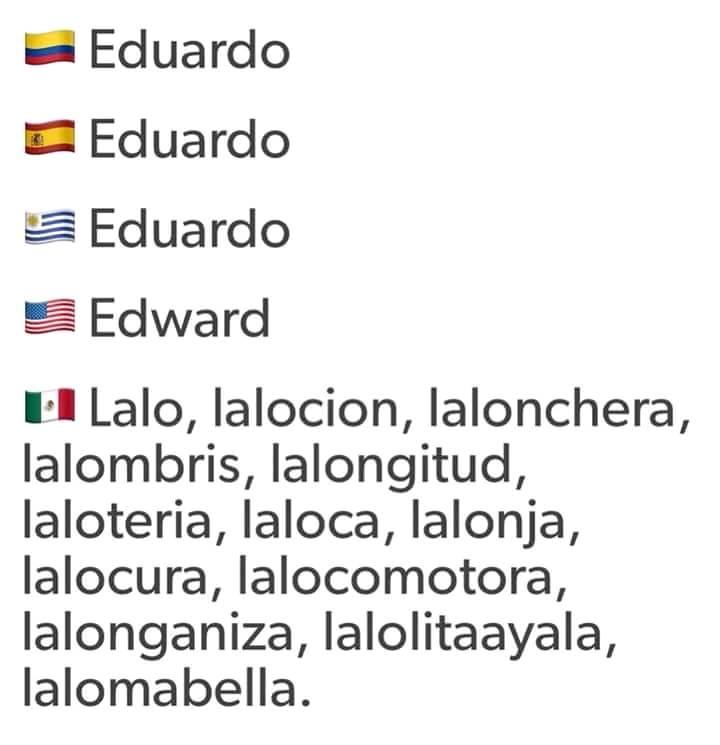 🇨🇴 Eduardo
🇪🇸 Eduardo
🇺🇾 Eduardo
🇺🇸 Edward
🇲🇽 Lalo, lalocion, lalonchera,
lalombris, lalongitud,
laloteria, laloca, lalonja,
lalocura, lalocomotora,
lalonganiza, lalolitaayala,
lalomabella.